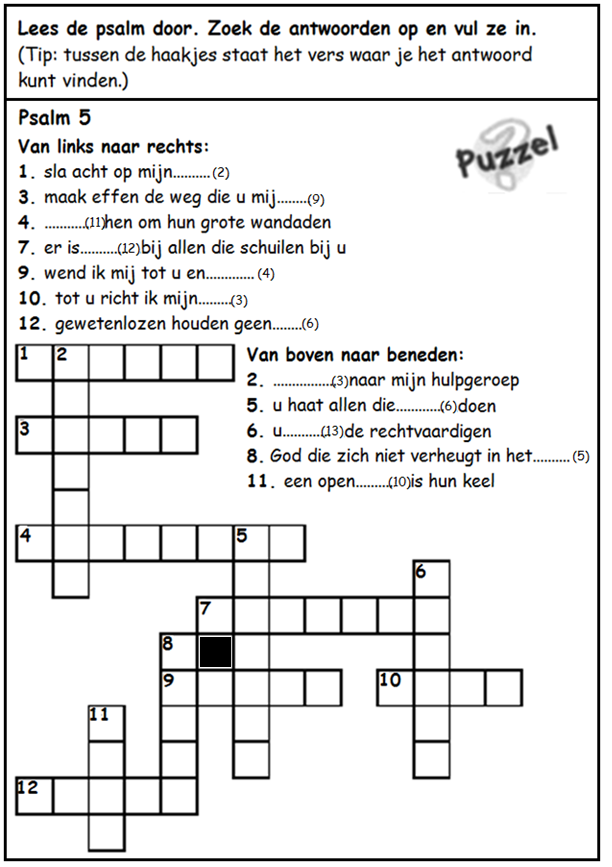 Lees de psalm door. Zoek de antwoorden op en vul ze in.
(Tip: tussen de haakjes staat het vers waar je het antwoord
kunt vinden.)
Psalm 5
Puzzel
Van links naar rechts:
1. sla acht op mijn.......... (2)
3. maak effen de weg die u mij........(9)
4. ...........(11)hen om hun grote wandaden
7. er is..........(12)bij allen die schuilen bij u
9. wend ik mij tot u en............. (4)
10. tot u richt ik mijn.........(3)
12. gewetenlozen houden geen........(6)
Van boven naar beneden:
2. ................(3)naar mijn hulpgeroep
5. u haat allen die............(6)doen
6. u...........(13)de rechtvaardigen
8. God die zich niet verheugt in het.......... (5)
11. een open.........(10)is hun keel
1 2
3
4 5
6
7
8
9 10
11
12